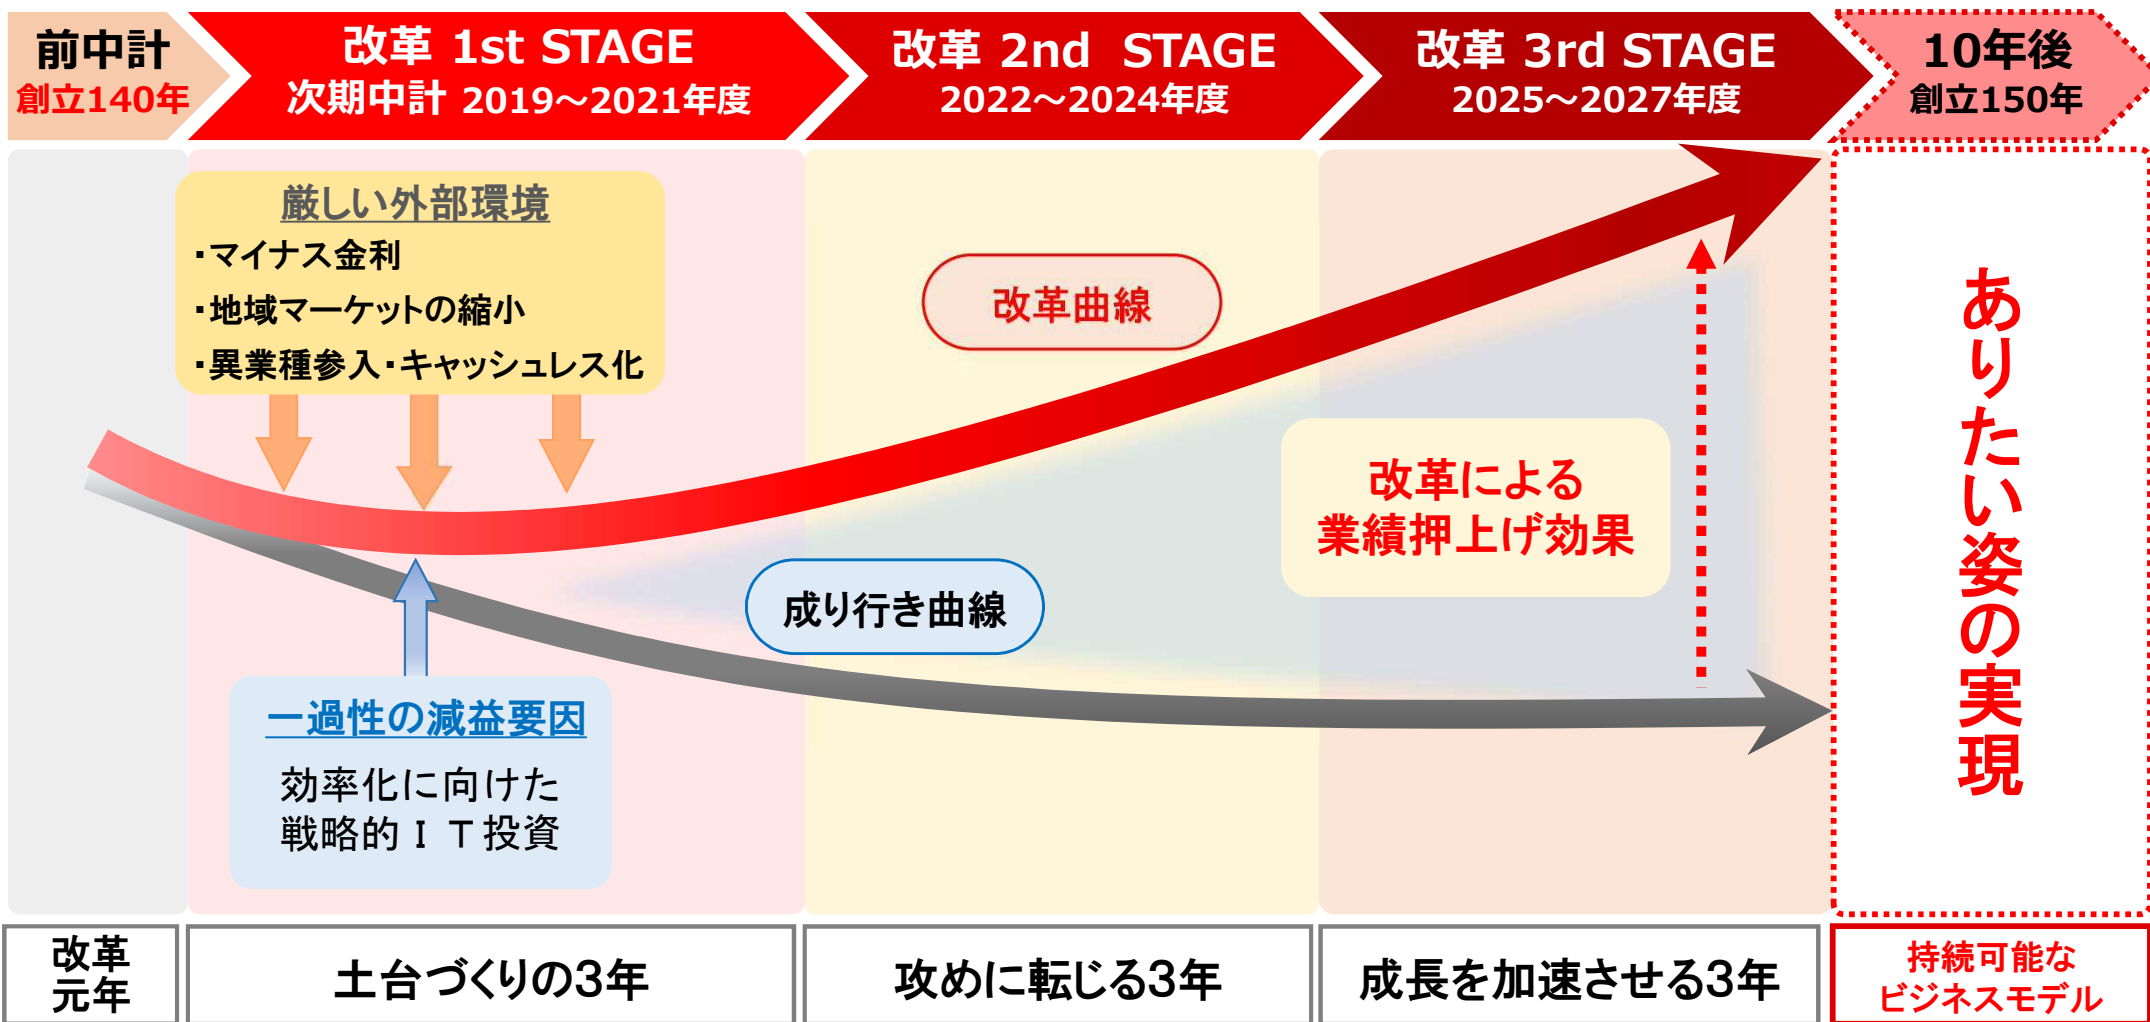 前中計
創立140年
改革 1st STAGE
次期中計 2019～2021年度
改革 2nd STAGE
2022～2024年度
改革 3rd STAGE
2025～2027年度
10年後
創立150年
厳しい外部環境
・マイナス金利
・地域マーケットの縮小
・異業種参入・キャッシュレス化
改革曲線
改革による
業績押上げ効果
成り行き曲線
一過性の減益要因
効率化に向けた
戦略的ＩＴ投資
ありたい姿の実現
改革
元年
土台づくりの3年
攻めに転じる3年
成長を加速させる3年
持続可能な
ビジネスモデル